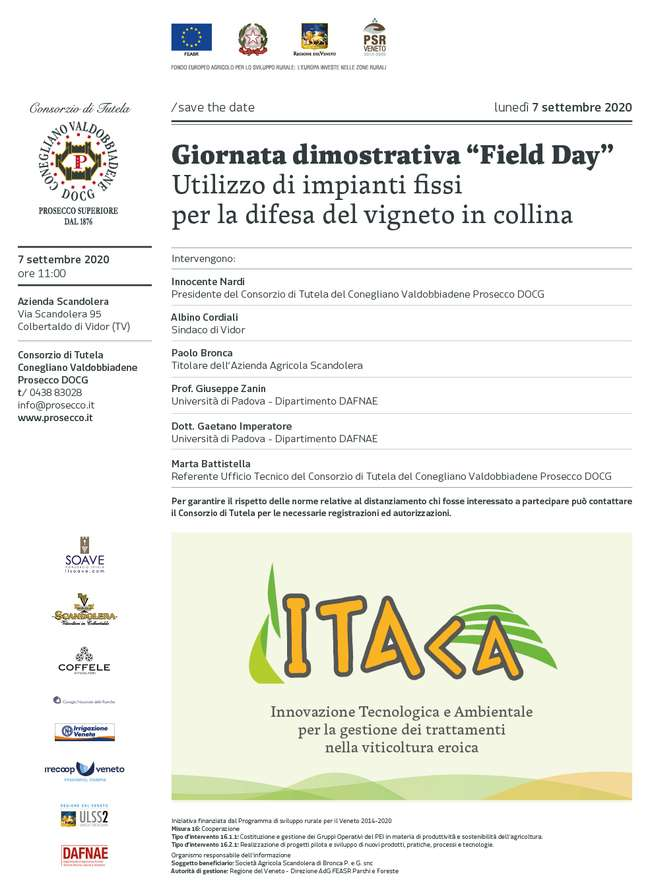 FEASR
REGIONE DEL VENETO
PSR
VENETO
FONDO EUROPEO AGRICOLO PER LO SVILUPPO RURALE: L'EUROPA INVESTE NELLE ZONE RURALI
Consorzio di Tutela
CONEGLIANO VALDOBBIADENE
P
DOCG
PROSECCO SUPERIORE
DAL 1876
/save the date
lunedì 7 settembre 2020
Giornata dimostrativa “Field Day”
Utilizzo di impianti fissi
per la difesa del vigneto in collina
7 settembre 2020
ore 11:00
Azienda Scandolera
Via Scandolera 95
Colbertaldo di Vidor (TV)
Consorzio di Tutela
Conegliano Valdobbiadene
Prosecco DOCG
t/ 0438 83028
info@prosecco.it
www.prosecco.it
Intervengono:
Innocente Nardi
Presidente del Consorzio di Tutela del Conegliano Valdobbiadene Prosecco DOCG
Albino Cordiali
Sindaco di Vidor
Paolo Bronca
Titolare dell’Azienda Agricola Scandolera
Prof. Giuseppe Zanin
Università di Padova - Dipartimento DAFNAE
Dott. Gaetano Imperatore
Università di Padova - Dipartimento DAFNAE
Marta Battistella
Referente Ufficio Tecnico del Consorzio di Tutela del Conegliano Valdobbiadene Prosecco DOCG
Per garantire il rispetto delle norme relative al distanziamento chi fosse interessato a partecipare può contattare
il Consorzio di Tutela per le necessarie registrazioni ed autorizzazioni.
SOAVE
ilsoave.com
SCANDOLERA
COFFELE
Consiglio Nazionale delle Ricerche
Irrigazione
Veneta
irecoop veneto
REGIONE DEL VENETO
ULSS2
DAFNAE
ITACA
Innovazione Tecnologica e Ambientale
per la gestione dei trattamenti
nella viticoltura eroica
Iniziativa finanziata dal Programma di sviluppo rurale per il Veneto 2014-2020
Misura 16: Cooperazione
Tipo d’intervento 16.1.1: Costituzione e gestione dei Gruppi Operativi del PEI in materia di produttività e sostenibilità dell’agricoltura.
Tipo d’intervento 16.2.1: Realizzazione di progetti pilota e sviluppo di nuovi prodotti, pratiche, processi e tecnologie.
Organismo responsabile dell’informazione
Soggetto beneficiario: Società Agricola Scandolera di Bronca P. e G. snc
Autorità di gestione: Regione del Veneto - Direzione AdG FEASR Parchi e Foreste